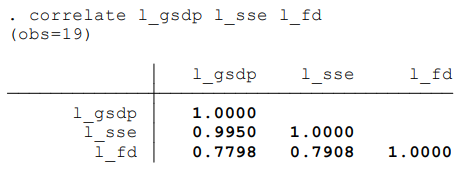 . correlate l_gsdp l_sse l_fd
(obs=19)
l_gsdp l_sse l_fd
l_gsdp 1.0000
l_sse 0.9950 1.0000
l_fd 0.7798 0.7908 1.0000